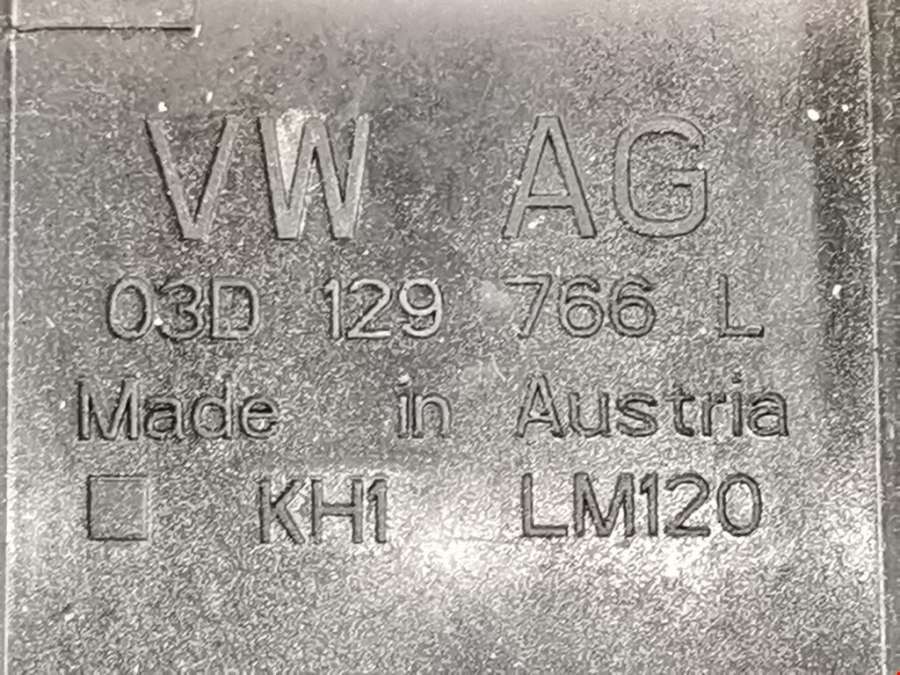 VW AG
03D 129 766 L
Made in Austria
KH1 LM120